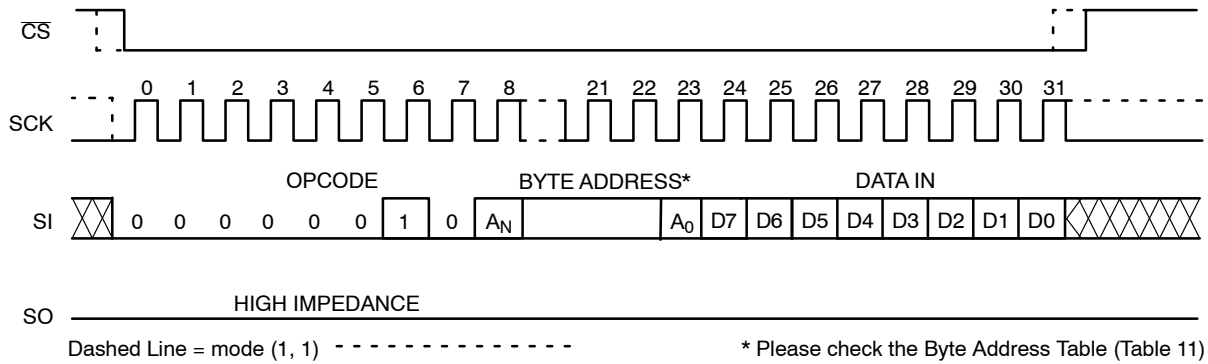 CS
0 1 2 3 4 5 6 7 8 21 22 23 24 25 26 27 28 29 30 31
SCK
OPCODE BYTE ADDRESS* DATA IN
SI 0 0 0 0 0 0 1 0 AN A0 D7 D6 D5 D4 D3 D2 D1 D0
HIGH IMPEDANCE
SO
Dashed Line = mode (1, 1) * Please check the Byte Address Table (Table 11)